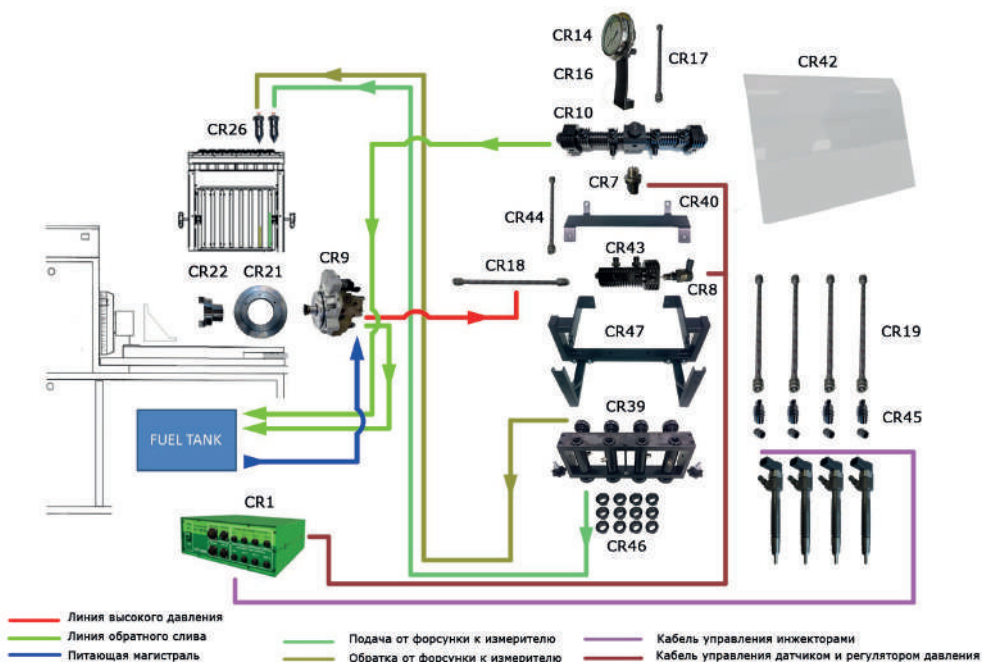 CR14
CR17
CR42
CR16
CR10
CR26
CR7
CR40
CR44
CR43
CR22
CR21
CR9
CR18
CR8
CR47
CR19
CR39
CR45
FUEL TANK
CR1
CR46
Линия высокого давления
Линия обратного слива
Питающая магистраль
Подача от форсунки к измерителю
Обратка от форсунки к измерителю
Кабель управления инжекторами
Кабель управления датчиком и регулятором давления